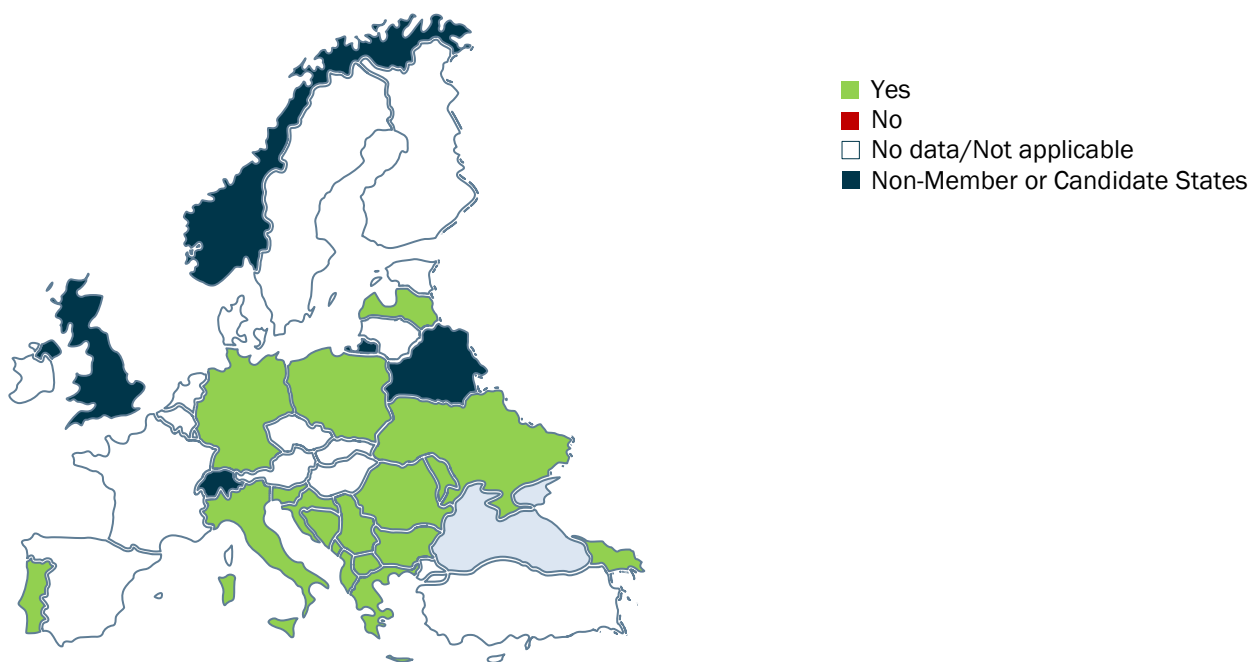 Yes
No
No data/Not applicable
Non-Member or Candidate States